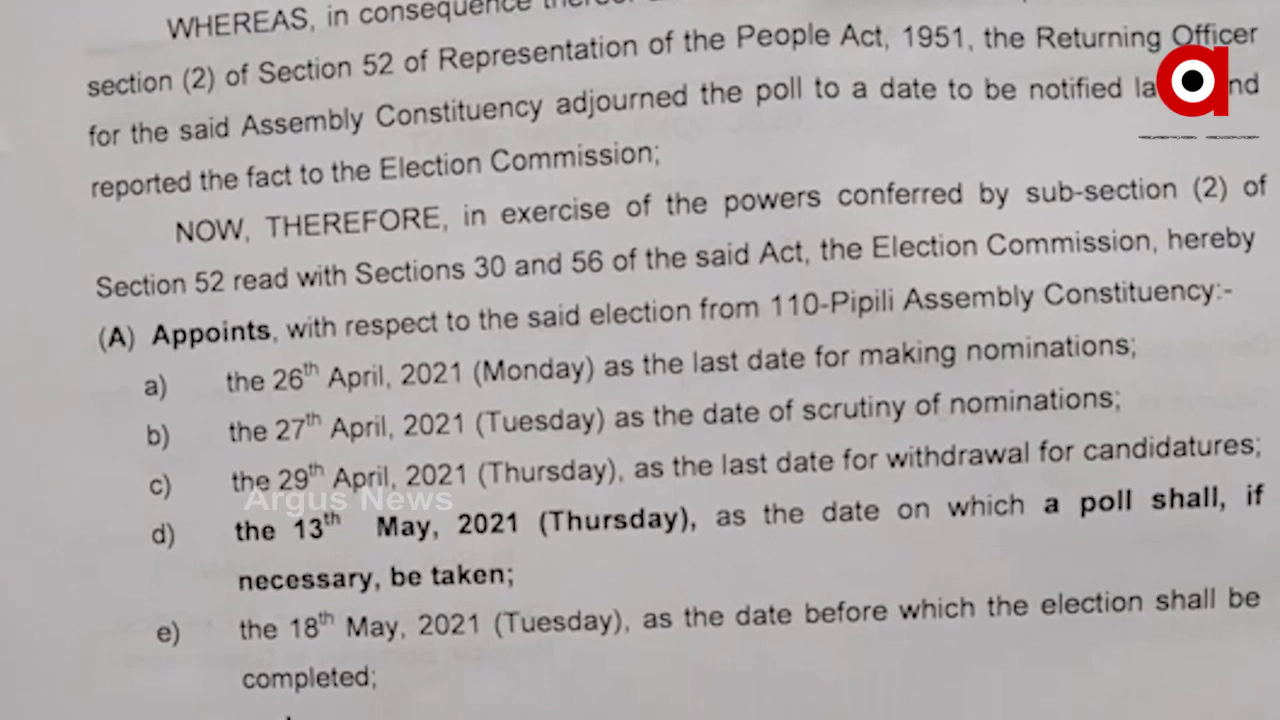 WHEREAS, in consequence
section (2) of Section 52 of Representation of the People Act, 1951, the Returning Officer
for the said Assembly Constituency adjourned the poll to a date to be notified
reported the fact to the Election Commission;
NOW, THEREFORE, in exercise of the powers conferred by sub-section (2) of
Section 52 read with Sections 30 and 56 of the said Act, the Election Commission, hereby
(A) Appoints, with respect to the said election from 110-Pipili Assembly Constituency:-
a) the 26th April, 2021 (Monday) as the last date for making nominations;
b) the 27th April, 2021 (Tuesday) as the date of scrutiny of nominations;
c) the 29th April, 2021 (Thursday), as the last date for withdrawal for candidatures;
Argus News
d) the 13th May, 2021 (Thursday), as the date on which a poll shall, if
necessary, be taken;
e) the 18th May, 2021 (Tuesday), as the date before which the election shall be
completed;